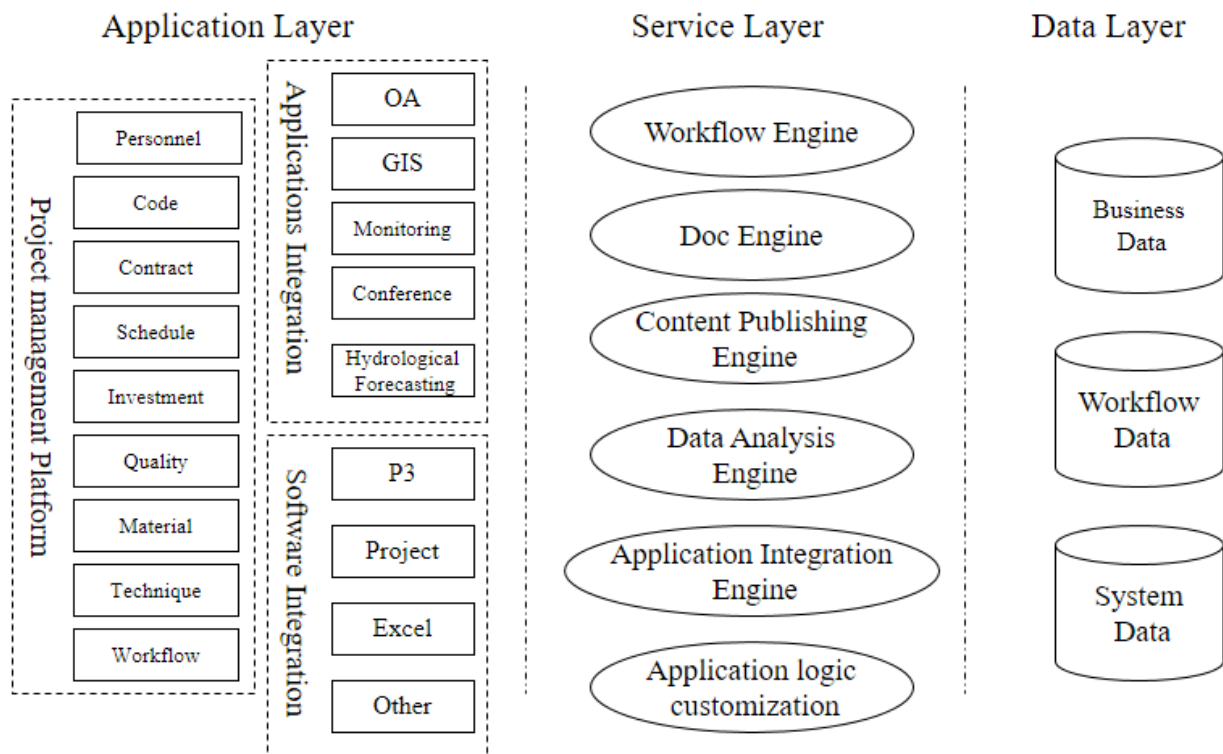 Application Layer
Service Layer
Data Layer
Project management Platform
Personnel
Code
Contract
Schedule
Investment
Quality
Material
Technique
Workflow
Applications Integration
OA
GIS
Monitoring
Conference
Hydrological
Forecasting
Software Integration
P3
Project
Excel
Other
Workflow Engine
Doc Engine
Content Publishing
Engine
Data Analysis
Engine
Application Integration
Engine
Application logic
customization
Business
Data
Workflow
Data
System
Data